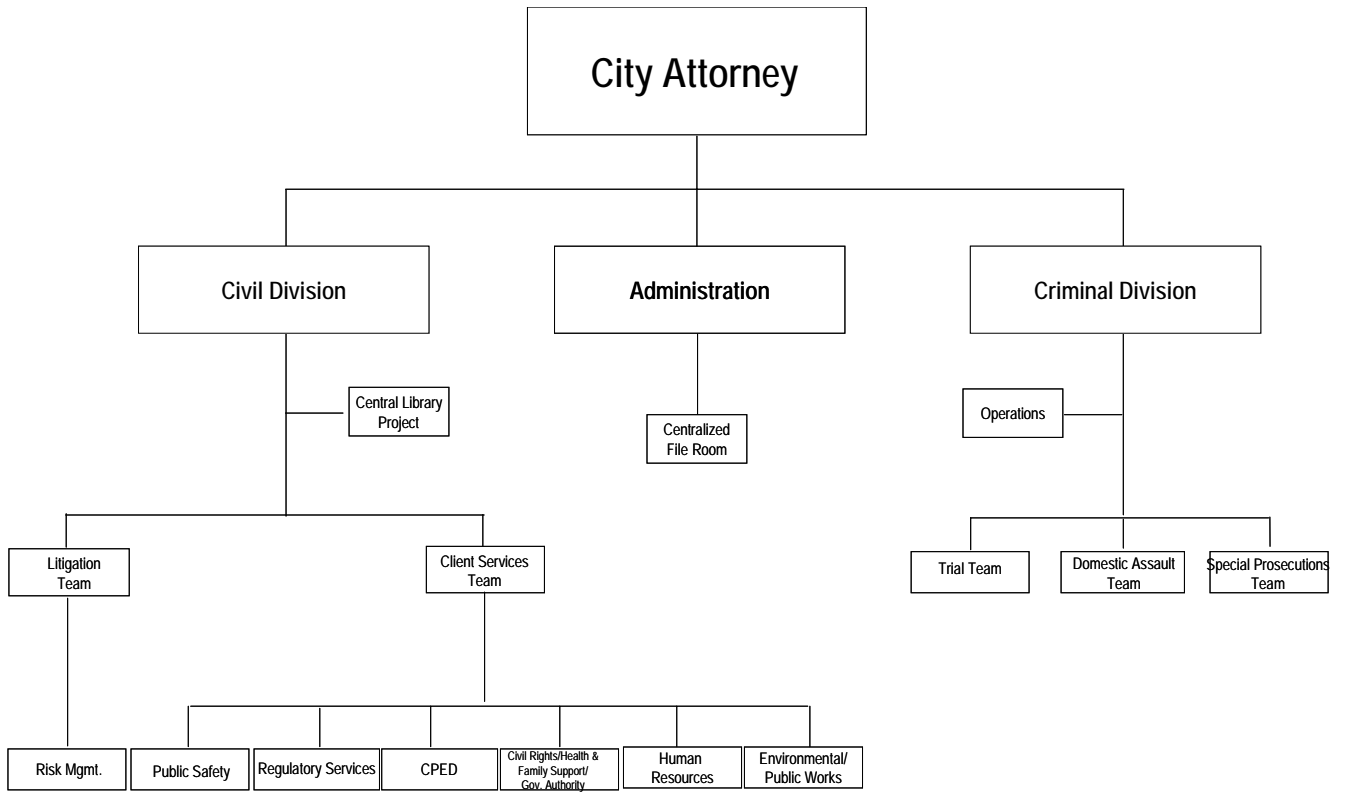 City Attorney
Civil Division
Administration
Criminal Division
Central Library
Project
Centralized
File Room
Operations
Litigation
Team
Client Services
Team
Trial Team
Domestic Assault
Team
Special Prosecutions
Team
Risk Mgmt.
Public Safety
Regulatory Services
CPED
Civil Rights/Health &
Family Support/
Gov. Authority
Human
Resources
Environmental/
Public Works